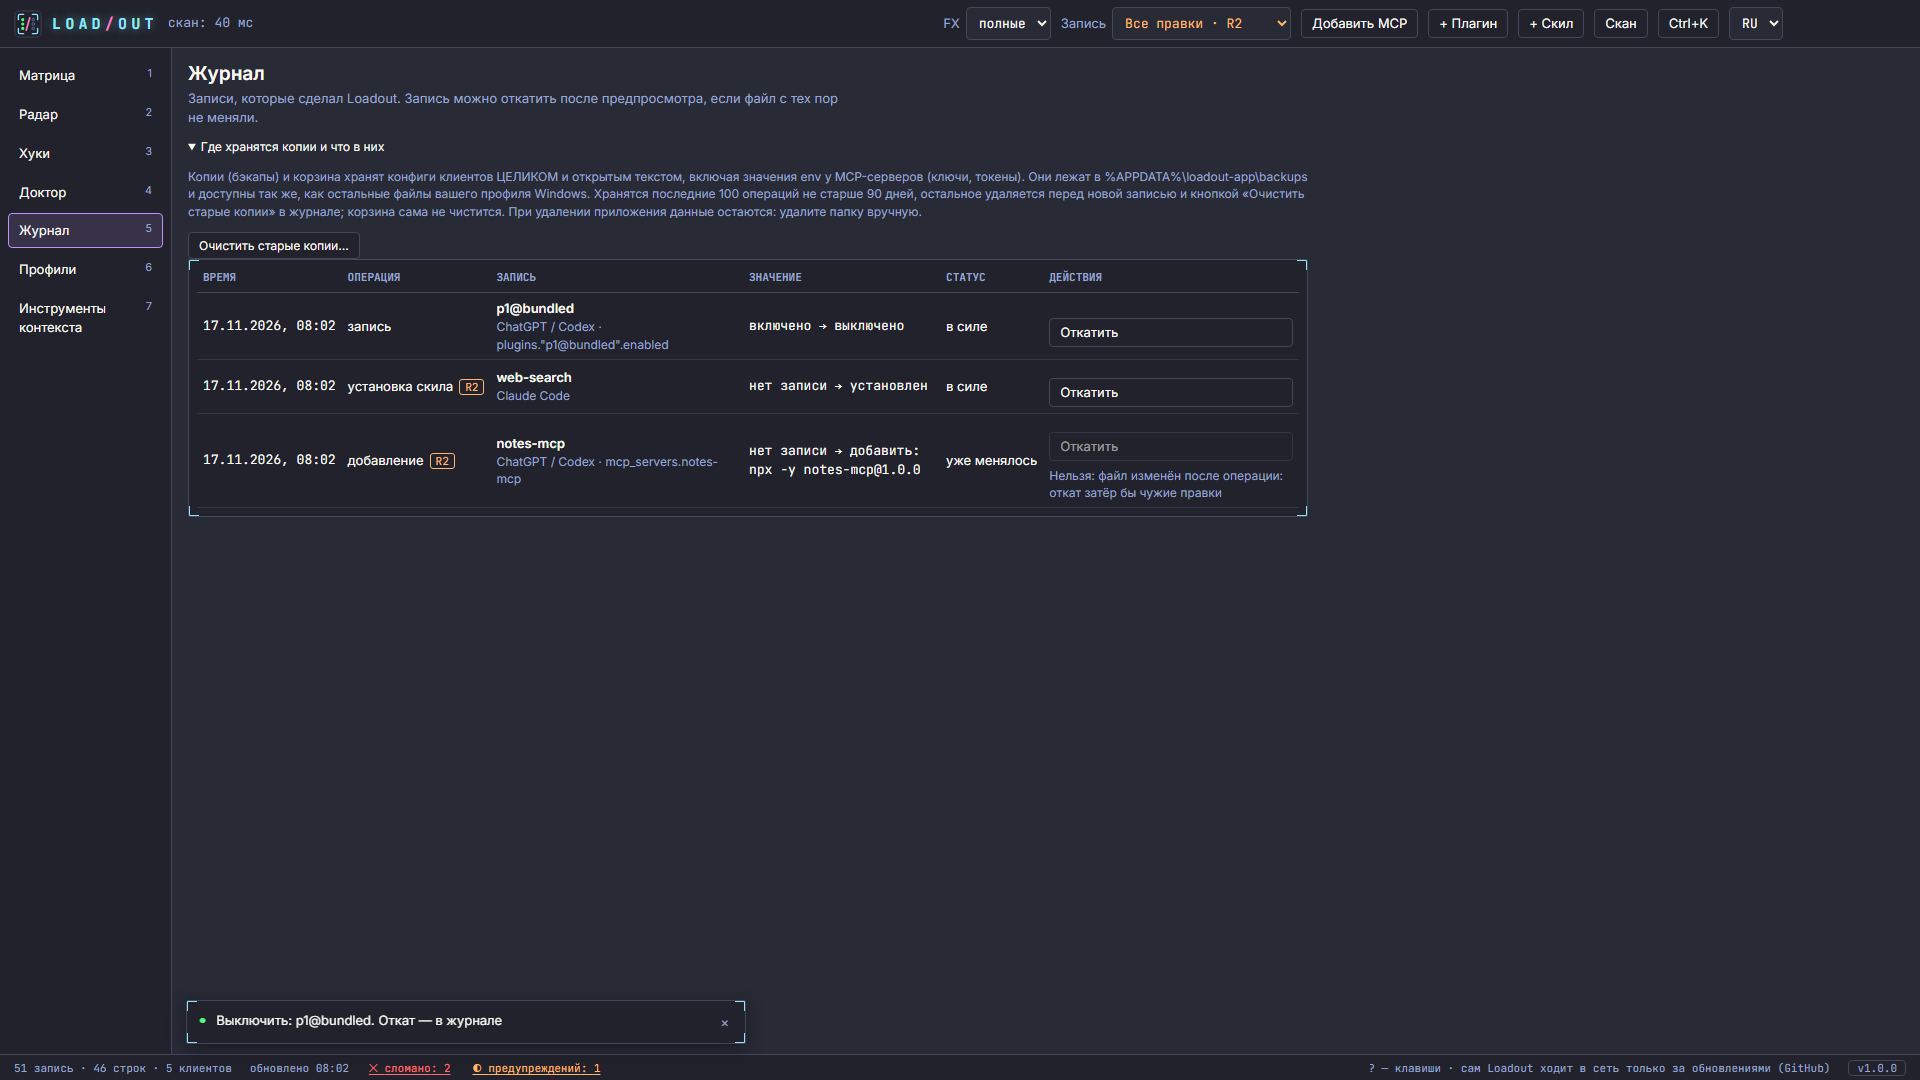 LOAD/OUT скан: 40 мс FX полные Запись Все правки · R2 Добавить MCP + Плагин + Скил Скан Ctrl+K RU
Матрица 1
Радар 2
Хуки 3
Доктор 4
Журнал 5
Профили 6
Инструменты контекста 7
Журнал
Записи, которые сделал Loadout. Запись можно откатить после предпросмотра, если файл с тех пор
не меняли.
▼ Где хранятся копии и что в них
Копии (бэкапы) и корзина хранят конфиги клиентов ЦЕЛИКОМ и открытым текстом, включая значения env у MCP-серверов (ключи, токены). Они лежат в %APPDATA%\loadout-app\backups
и доступны так же, как остальные файлы вашего профиля Windows. Хранятся последние 100 операций не старше 90 дней, остальное удаляется перед новой записью и кнопкой «Очистить
старые копии» в журнале; корзина сама не чистится. При удалении приложения данные остаются: удалите папку вручную.
Очистить старые копии...
ВРЕМЯ ОПЕРАЦИЯ ЗАПИСЬ ЗНАЧЕНИЕ СТАТУС ДЕЙСТВИЯ
17.11.2026, 08:02 запись p1@bundled
ChatGPT / Codex ·
plugins."p1@bundled".enabled включено → выключено в силе Откатить
17.11.2026, 08:02 установка скила R2 web-search
Claude Code нет записи → установлен в силе Откатить
17.11.2026, 08:02 добавление R2 notes-mcp
ChatGPT / Codex · mcp_servers.notes-
mcp нет записи → добавить:
npx -y notes-mcp@1.0.0 уже менялось Откатить
Нельзя: файл изменён после операции:
откат затёр бы чужие правки
Выключить: p1@bundled. Откат — в журнале ×
51 запись · 46 строк · 5 клиентов обновлено 08:02 сломано: 2 предупреждений: 1 ? — клавиши · сам Loadout ходит в сеть только за обновлениями (GitHub) v1.0.0